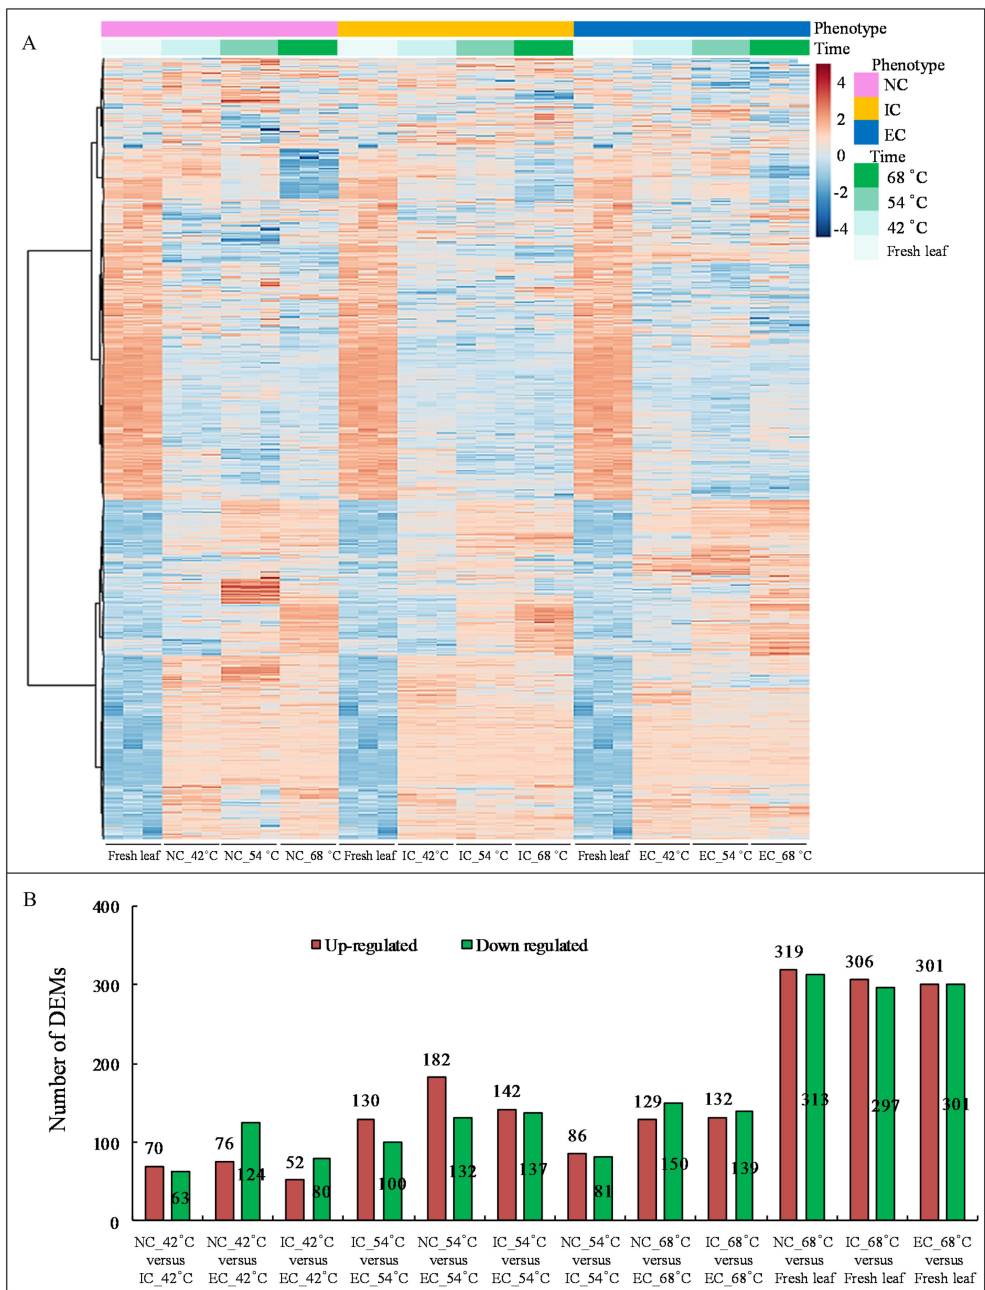 A
Phenotype
Time
4
2
0
-2
-4
Phenotype
NC
IC
EC
Time
68 ˚C
54 ˚C
42 ˚C
Fresh leaf
Fresh leaf NC_42˚C NC_54 ˚C NC_68 ˚C Fresh leaf IC_42˚C IC_54 ˚C IC_68 ˚C Fresh leaf EC_42˚C EC_54 ˚C EC_68 ˚C
B
Number of DEMs
400
300
200
100
0
Up-regulated Down regulated
70 76 52 130 182 142 86 129 132 319 306 301
63 124 80 100 132 137 81 150 139 313 297 301
NC_42˚C NC_42˚C IC_42˚C IC_54˚C NC_54˚C IC_54˚C NC_54˚C NC_68˚C IC_68˚C NC_68˚C IC_68˚C EC_68˚C
versus versus versus versus versus versus versus versus versus versus versus versus
IC_42˚C EC_42˚C EC_42˚C EC_54˚C EC_54˚C EC_54˚C IC_54˚C EC_68˚C EC_68˚C Fresh leaf Fresh leaf Fresh leaf